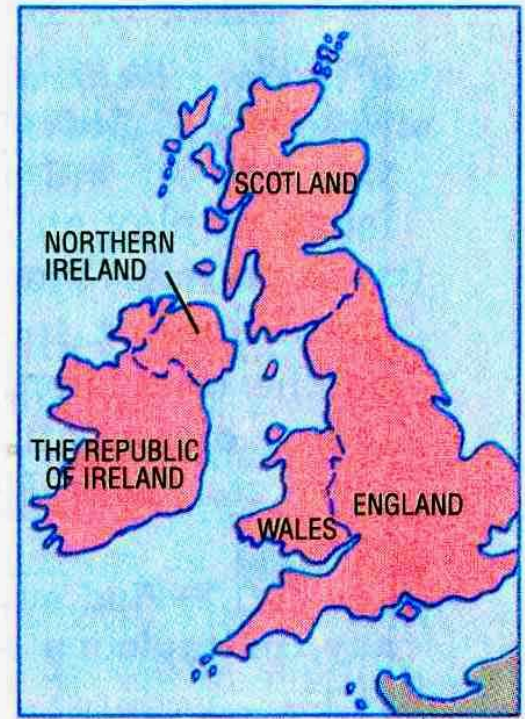 SCOTLAND
NORTHERN
IRELAND
THE REPUBLIC
OF IRELAND
WALES
ENGLAND